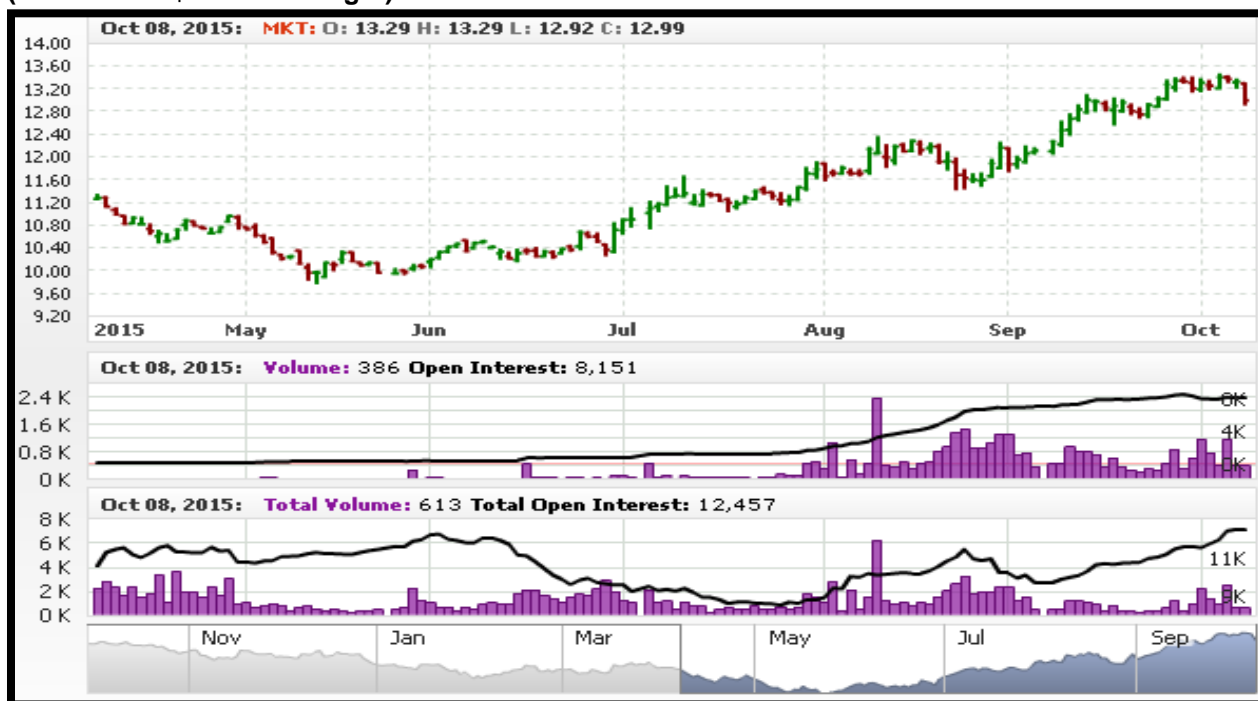 Oct 08, 2015: MKT: O: 13.29 H: 13.29 L: 12.92 C: 12.99
14.00
13.60
13.20
12.80
12.40
12.00
11.60
11.20
10.80
10.40
10.00
9.60
9.20
2015 May Jun Jul Aug Sep Oct
Oct 08, 2015: Volume: 386 Open Interest: 8,151
2.4 K
1.6 K
0.8 K
0 K
8K
4K
0K
Oct 08, 2015: Total Volume: 613 Total Open Interest: 12,457
8 K
6 K
4 K
2 K
0 K
11K
9K
Nov Jan Mar May Jul Sep